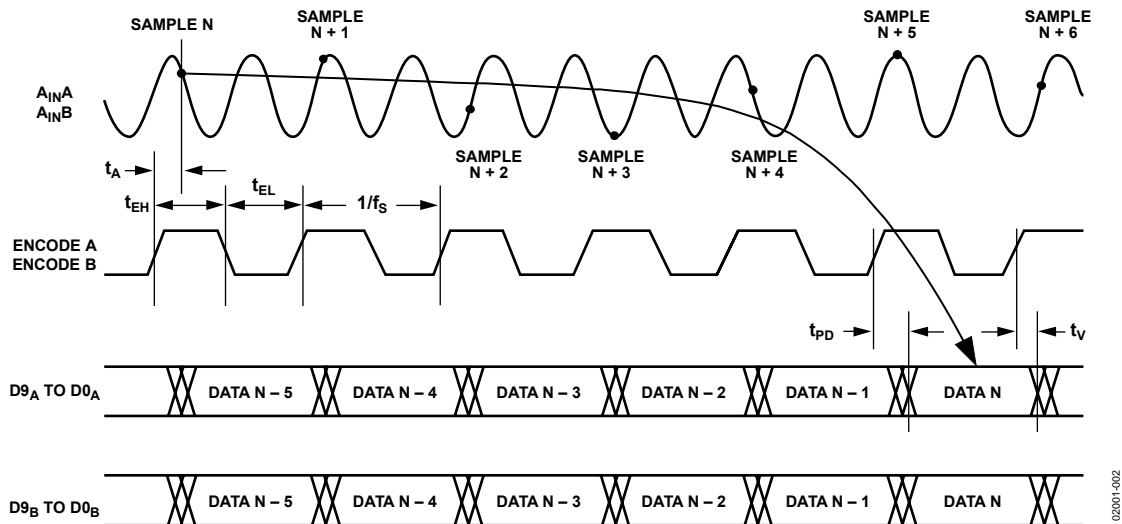 SAMPLE N
SAMPLE
N + 1
SAMPLE
N + 5
SAMPLE
N + 6
AINA
AINB
SAMPLE
N + 2
SAMPLE
N + 3
SAMPLE
N + 4
tA
tEH
tEL
1/fS
ENCODE A
ENCODE B
tPD
tV
D9A TO D0A
DATA N – 5
DATA N – 4
DATA N – 3
DATA N – 2
DATA N – 1
DATA N
D9B TO D0B
DATA N – 5
DATA N – 4
DATA N – 3
DATA N – 2
DATA N – 1
DATA N
02001-002